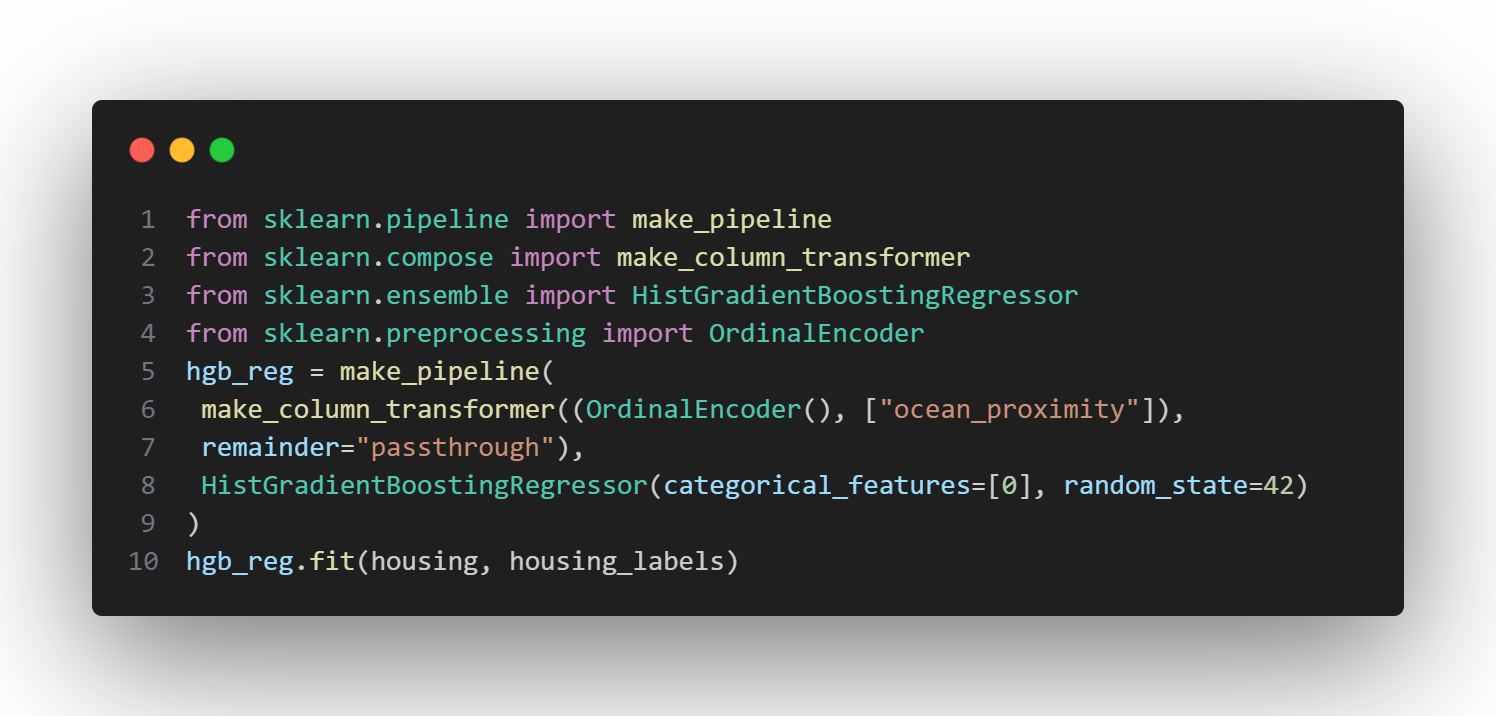 1 from sklearn.pipeline import make_pipeline
2 from sklearn.compose import make_column_transformer
3 from sklearn.ensemble import HistGradientBoostingRegressor
4 from sklearn.preprocessing import OrdinalEncoder
5 hgb_reg = make_pipeline(
6  make_column_transformer((OrdinalEncoder(), ["ocean_proximity"]),
7  remainder="passthrough"),
8  HistGradientBoostingRegressor(categorical_features=[0], random_state=42)
9 )
10 hgb_reg.fit(housing, housing_labels)